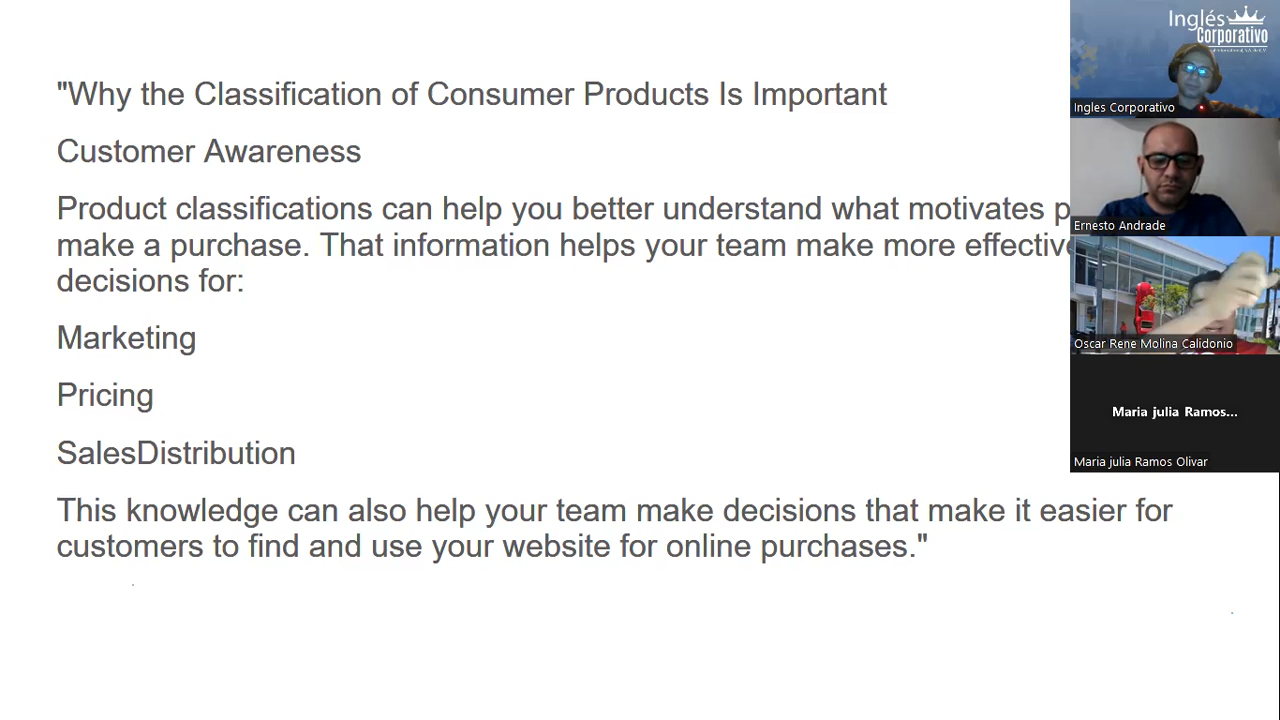 "Why the Classification of Consumer Products Is Important
Customer Awareness
Product classifications can help you better understand what motivates
make a purchase. That information helps your team make more effective
decisions for:
Marketing
Pricing
SalesDistribution
This knowledge can also help your team make decisions that make it easier for
customers to find and use your website for online purchases."
Inglés
Corporativo
Ingles Corporativo
Ernesto Andrade
Oscar Rene Molina Calidonio
Maria julia Ramos...
Maria julia Ramos Olivar